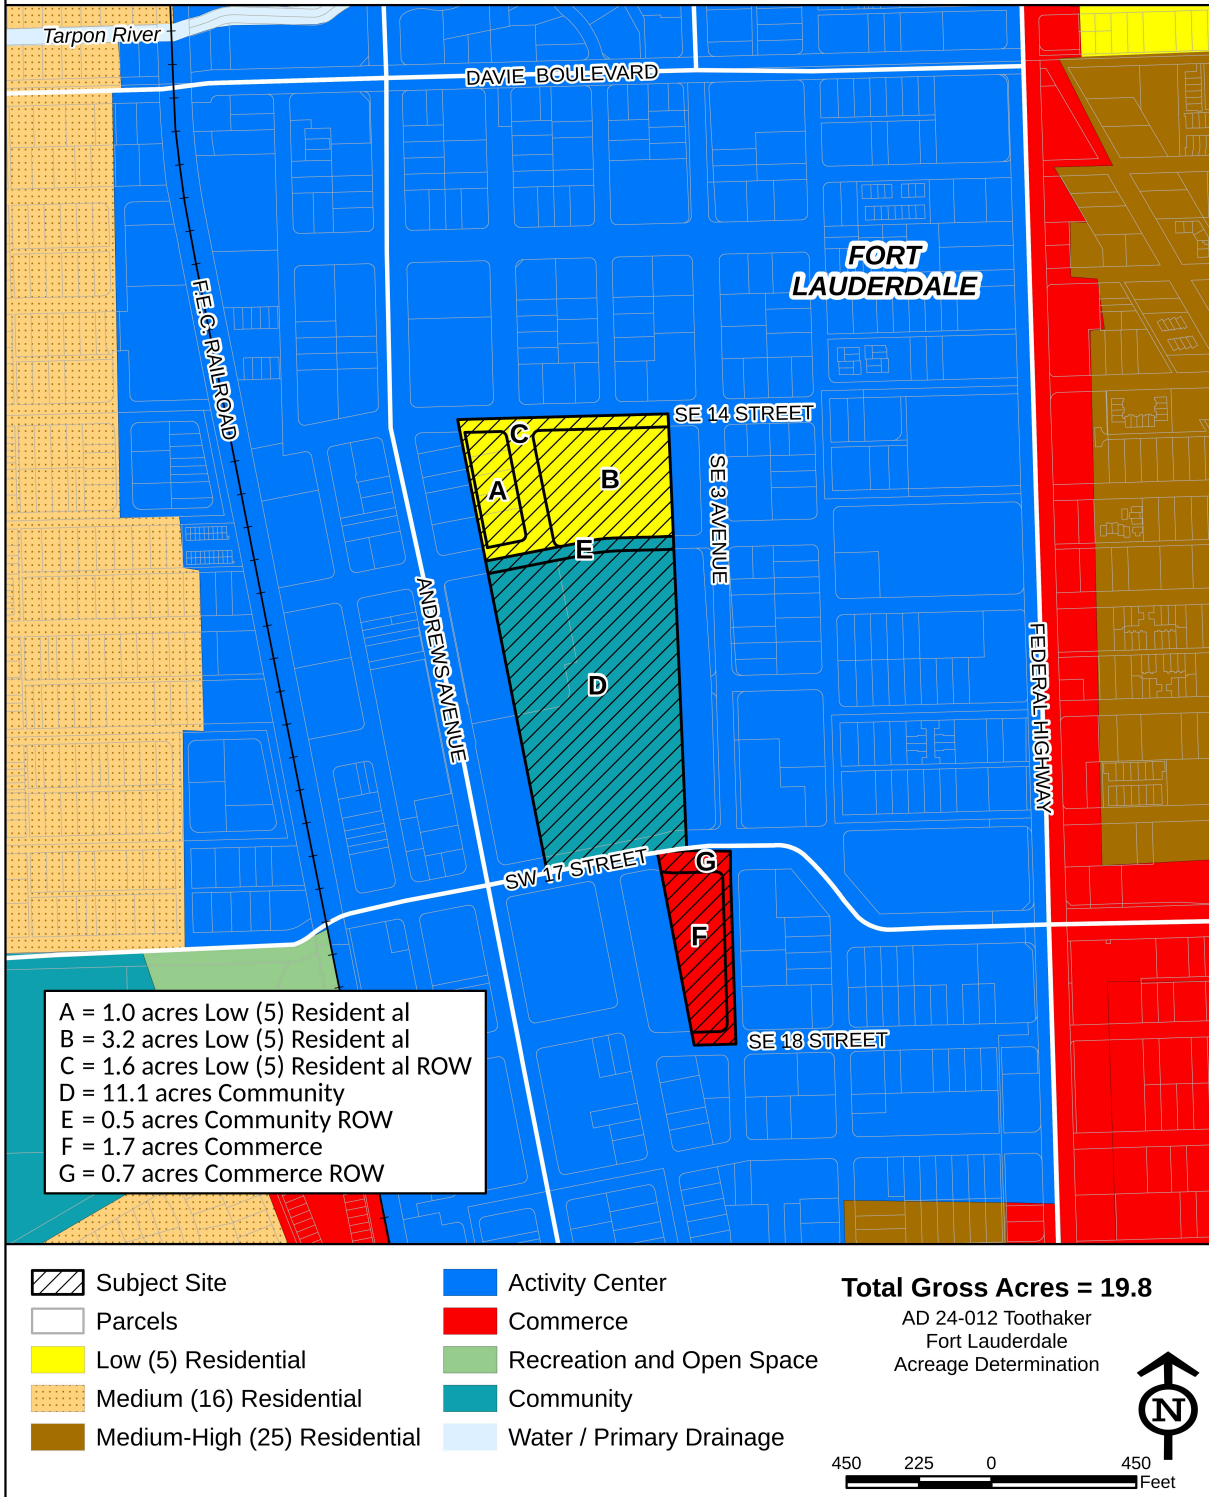 Tarpon River
DAVIE BOULEVARD
FORT
LAUDERDALE
F.E.C. RAILROAD
SE 14 STREET
C
B
A
SE 3 AVENUE
E
ANDREWS AVENUE
FEDERAL HIGHWAY
D
SW 17 STREET
G
F
SE 18 STREET
A = 1.0 acres Low (5) Resident al
B = 3.2 acres Low (5) Resident al
C = 1.6 acres Low (5) Resident al ROW
D = 11.1 acres Community
E = 0.5 acres Community ROW
F = 1.7 acres Commerce
G = 0.7 acres Commerce ROW
Subject Site
Parcels
Low (5) Residential
Medium (16) Residential
Medium-High (25) Residential
Activity Center
Commerce
Recreation and Open Space
Community
Water / Primary Drainage
Total Gross Acres = 19.8
AD 24-012 Toothaker
Fort Lauderdale
Acreage Determination
N
450 225 0 450
Feet